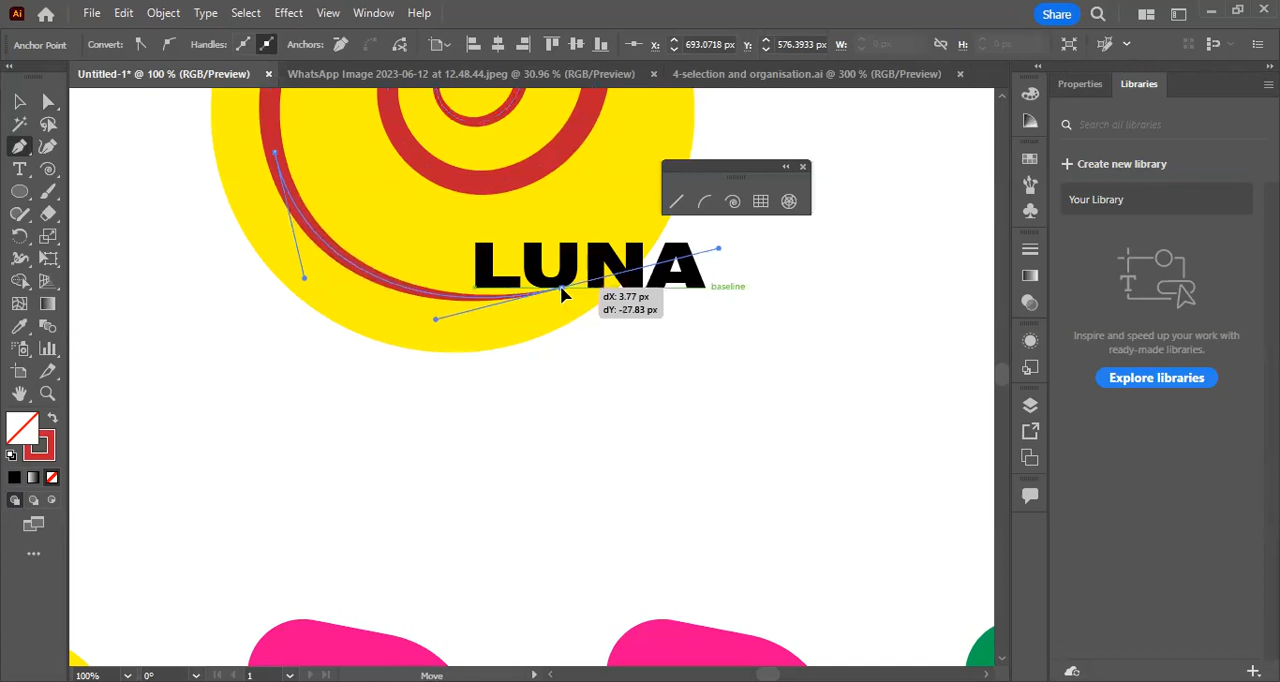 Ai File Edit Object Type Select Effect View Window Help Share
Anchor Point Convert: Handles: Anchors: X: 693.0718 px Y: 576.3933 px W: 0 px H: 0 px
Untitled-1* @ 100 % (RGB/Preview) WhatsApp Image 2023-06-12 at 12.48.44.jpeg @ 30.96 % (RGB/Preview) 4-selection and organisation.ai @ 300 % (RGB/Preview)
Properties Libraries
Search all libraries
Create new library
Your Library
LUNA
baseline
dX: 3.77 px
dY: -27.83 px
Inspire and speed up your work with
ready-made libraries.
Explore libraries
100% 0° 1 Move